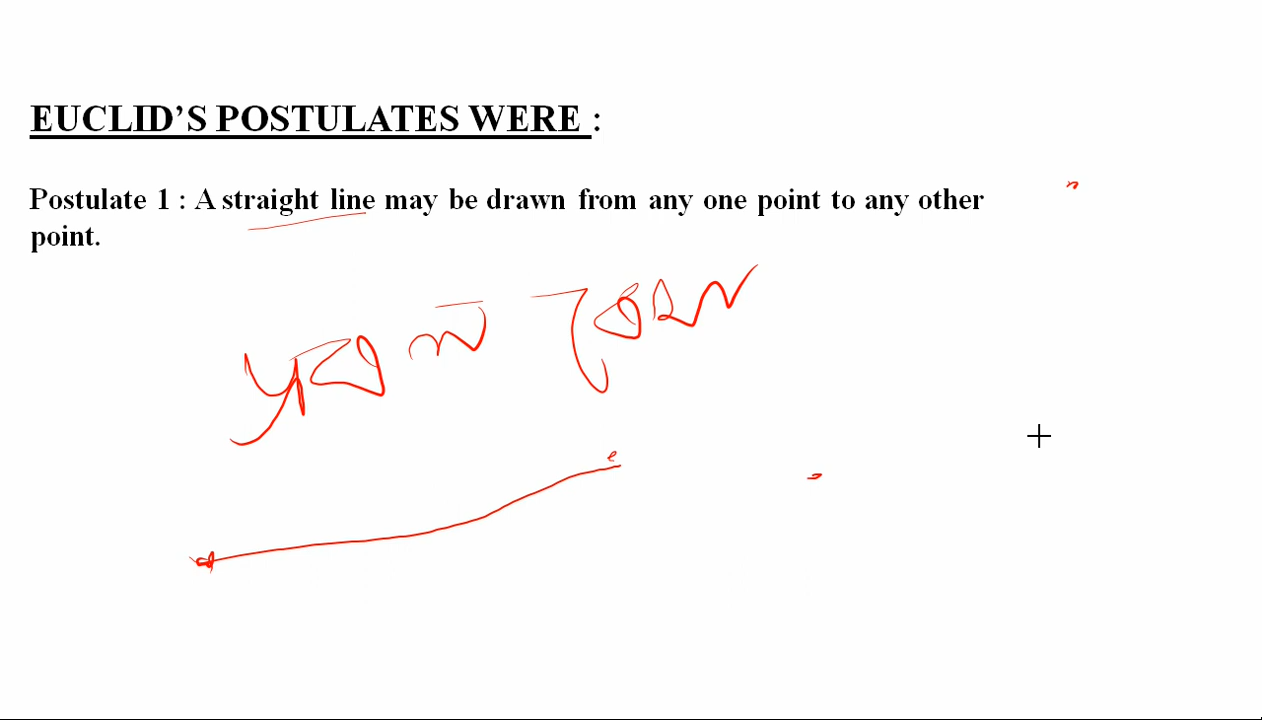 EUCLID’S POSTULATES WERE :
Postulate 1 : A straight line may be drawn from any one point to any other
point.